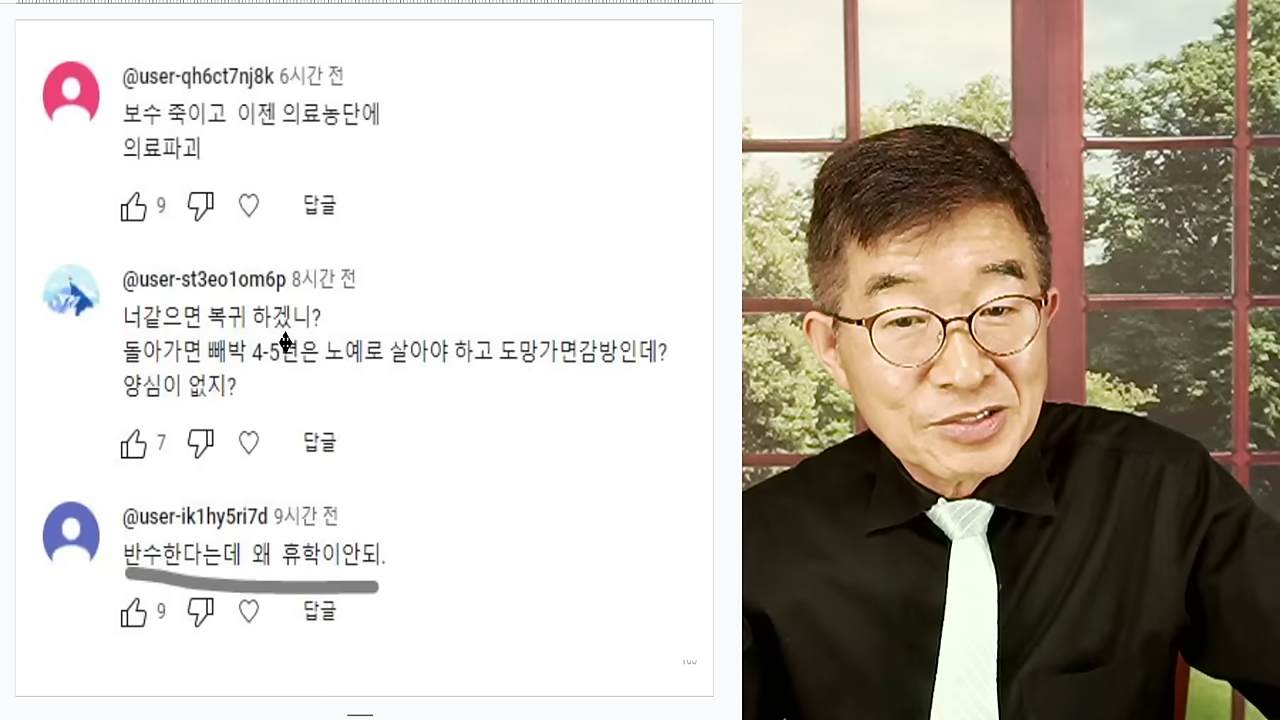 @user-qh6ct7nj8k 6시간 전
보수 죽이고 이젠 의료농단에
의료파괴
9 답글
@user-st3eo1om6p 8시간 전
너같으면 복귀 하겠니?
돌아가면 빼박 4-5년은 노예로 살아야 하고 도망가면감방인데?
양심이 없지?
7 답글
@user-ik1hy5ri7d 9시간 전
반수한다는데 왜 휴학이안되.
9 답글